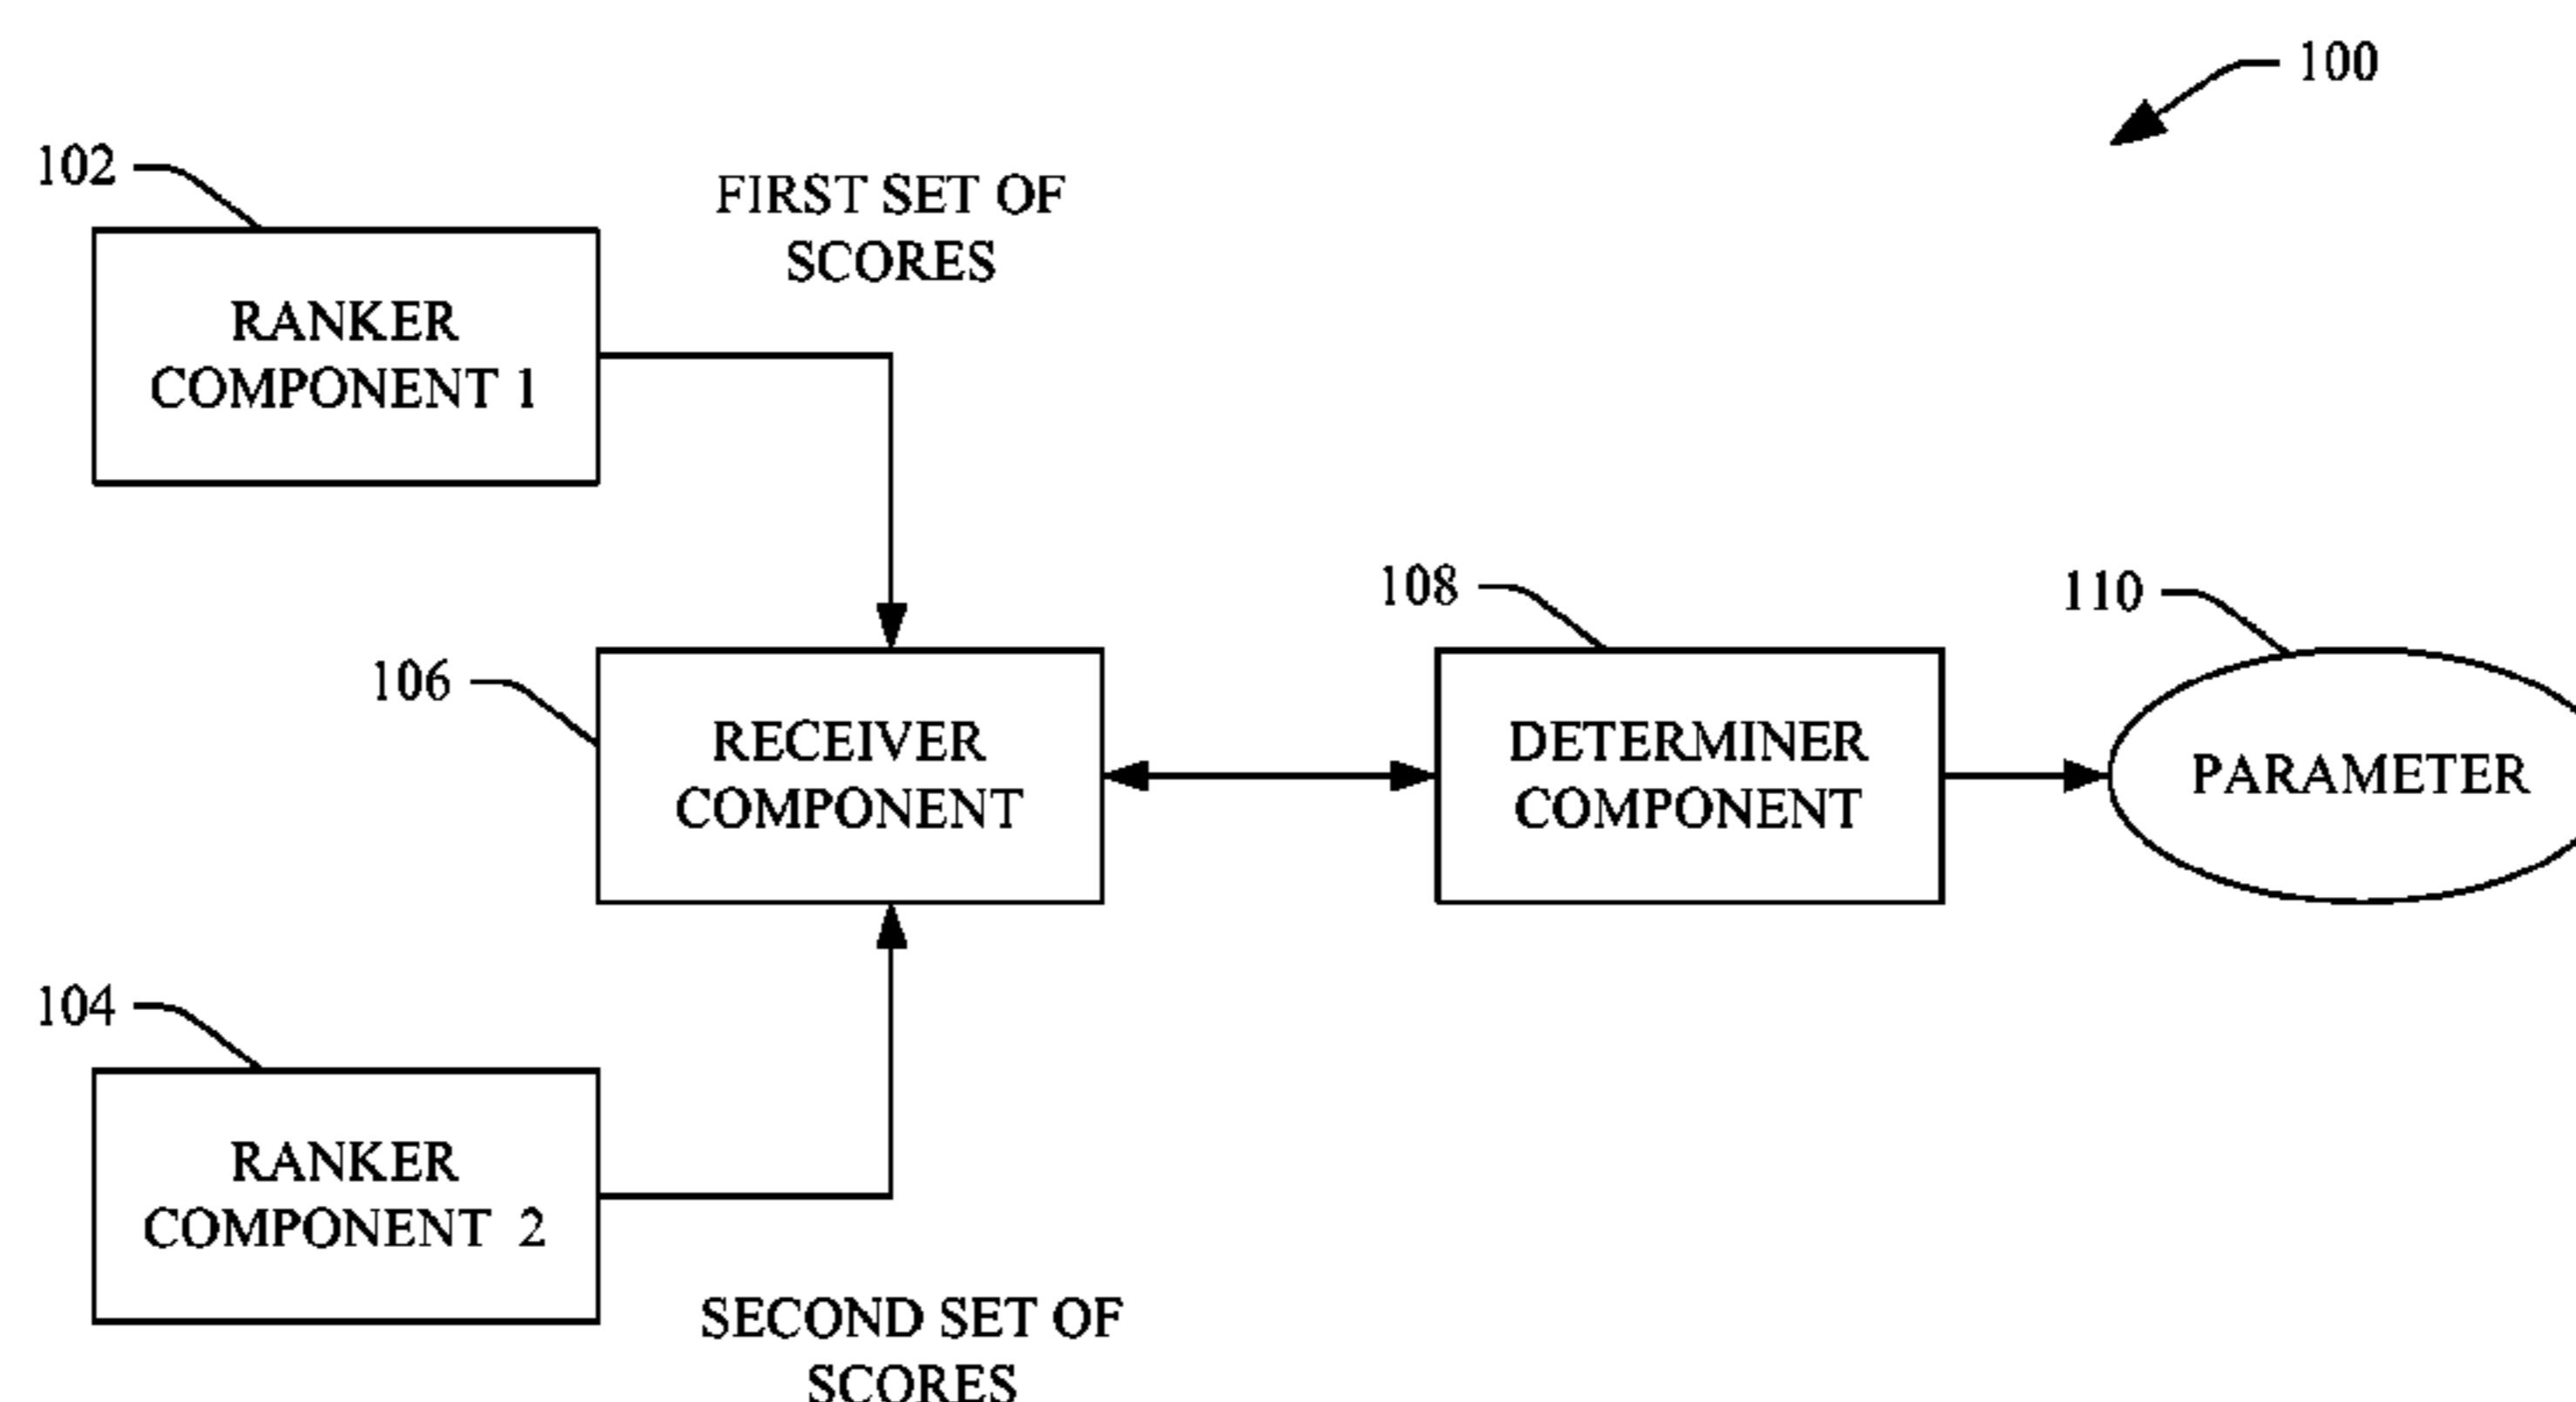 100
102
FIRST SET OF
SCORES
RANKER
COMPONENT 1
108
110
106
RECEIVER
COMPONENT
DETERMINER
COMPONENT
PARAMETER
104
RANKER
COMPONENT 2
SECOND SET OF
SCORES